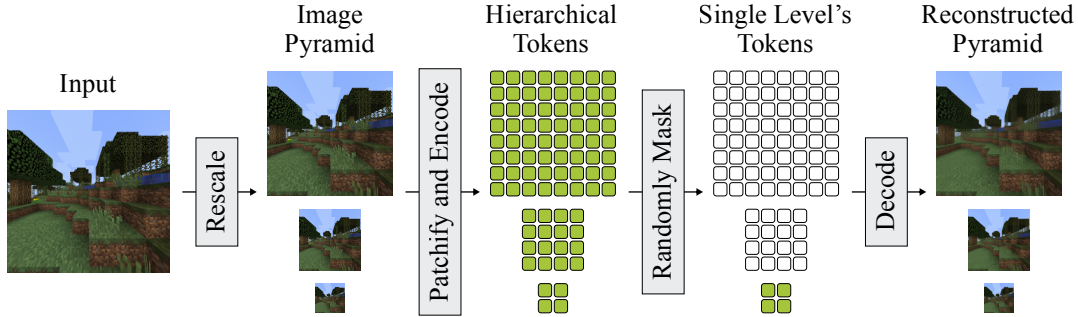 Input
Rescale
Image
Pyramid
Patchify and Encode
Hierarchical
Tokens
Randomly Mask
Single Level's
Tokens
Decode
Reconstructed
Pyramid